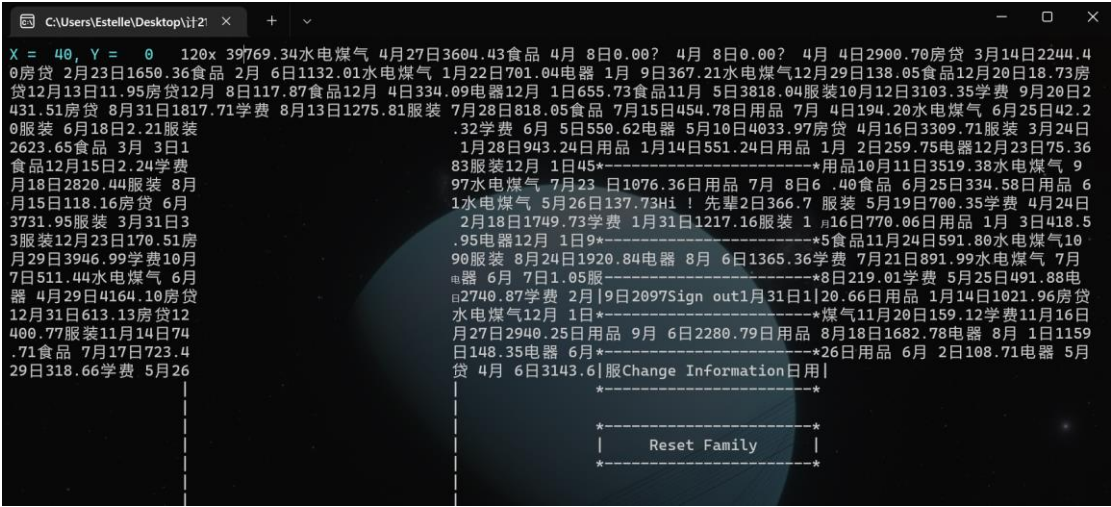 C:\Users\Estelle\Desktop\计21
X =  40, Y =   0   120x 39769.34水电煤气 4月27日3604.43食品 4月 8日0.00?  4月 8日0.00?  4月 4日2900.70房贷 3月14日2244.4
0房贷 2月23日1650.36食品 2月 6日1132.01水电煤气 1月22日701.04电器 1月 9日367.21水电煤气12月29日138.05食品12月20日18.73房
贷12月13日11.95房贷12月 8日117.87食品12月 4日334.09电器12月 1日655.73食品11月 5日3818.04服装10月12日3103.35学费 9月20日2
431.51房贷 8月31日1817.71学费 8月13日1275.81服装 7月28日818.05食品 7月15日454.78日用品 7月 4日194.20水电煤气 6月25日42.2
0服装 6月18日2.21服装 .32学费 6月 5日550.62电器 5月10日4033.97房贷 4月16日3309.71服装 3月24日
2623.65食品 3月 3日1 1月28日943.24日用品 1月14日551.24日用品 1月 2日259.75电器12月23日75.36
食品12月15日2.24学费 83服装12月 1日45*-----------------------*用品10月11日3519.38水电煤气 9
月18日2820.44服装 8月 97水电煤气 7月23 日1076.36日用品 7月 8日6 .40食品 6月25日334.58日用品 6
月15日118.16房贷 6月 1水电煤气 5月26日137.73Hi ! 先辈2日366.7 服装 5月19日700.35学费 4月24日
3731.95服装 3月31日3 2月18日1749.73学费 1月31日1217.16服装 1 月16日770.06日用品 1月 3日418.5
3服装12月23日170.51房 .95电器12月 1日9*-----------------------*5食品11月24日591.80水电煤气10
月29日3946.99学费10月 90服装 8月24日1920.84电器 8月 6日1365.36学费 7月21日891.99水电煤气 7月
7日511.44水电煤气 6月 电器 6月 7日1.05服*-----------------------*8日219.01学费 5月25日491.88电
器 4月29日4164.10房贷 日2740.87学费 2月|9日2097Sign out1月31日1|20.66日用品 1月14日1021.96房贷
12月31日613.13房贷12 水电煤12月 1日*-----------------------*煤气11月20日159.12学费11月16日
400.77服装11月14日74 月27日2940.25日用品 9月 6日2280.79日用品 8月18日1682.78电器 8月 1日1159
.71食品 7月17日723.4 日148.35电器 6月*-----------------------*26日用品 6月 2日108.71电器 5月
29日318.66学费 5月26 贷 4月 6日3143.6|服Change Information日用|
*-----------------------*
*-----------------------*
|     Reset Family      |
*-----------------------*